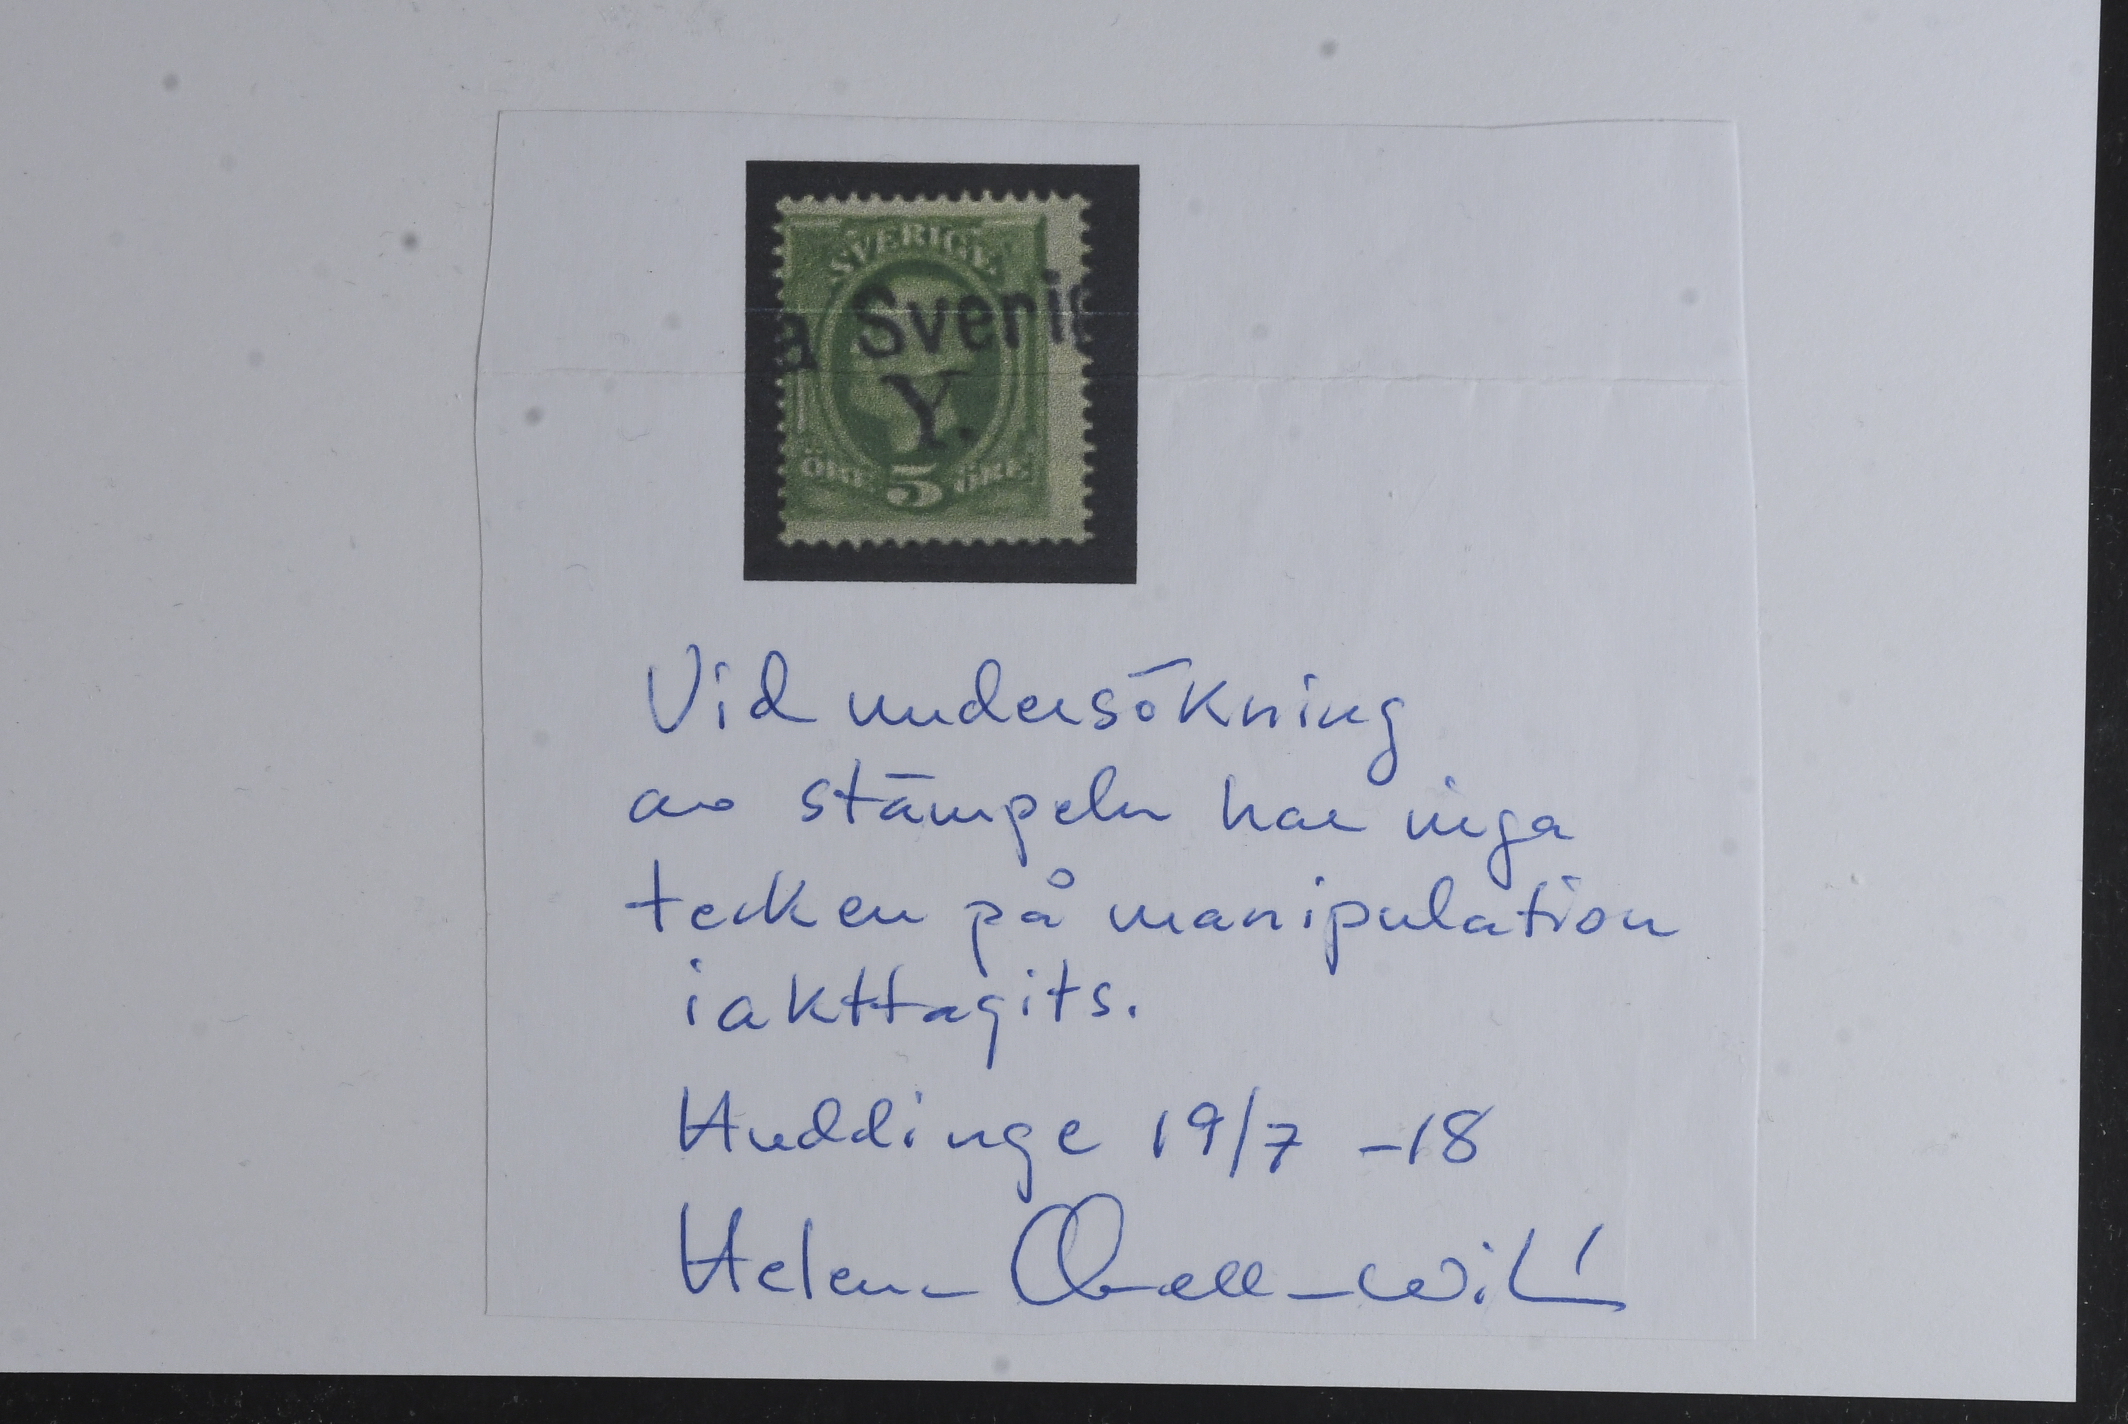 SVERIGE
a Sverig
Y.
ÖRE 5 ÖRE
Vid undersökning
av stämpeln har inga
tecken på manipulation
iakttagits.
Huddinge 19/7 -18
Helena